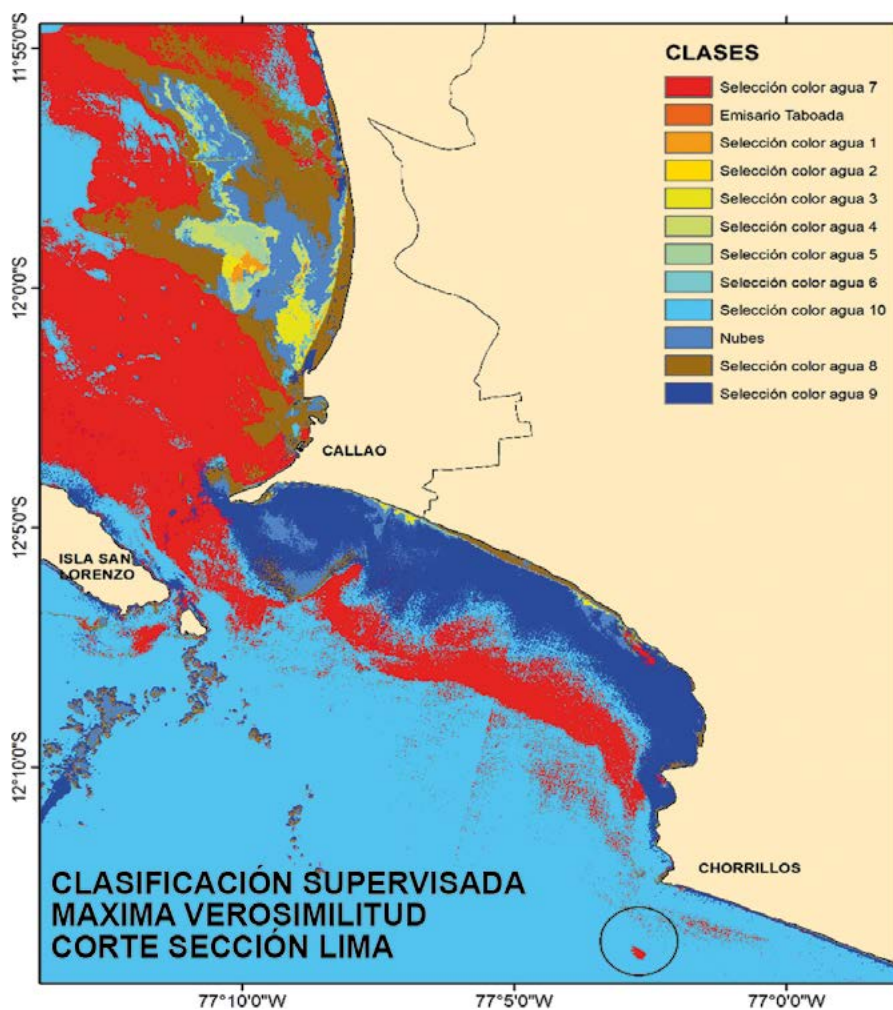 11°55'0"S
12°0'0"S
12°5'0"S
12°10'0"S
CLASES
Selección color agua 7
Emisario Taboada
Selección color agua 1
Selección color agua 2
Selección color agua 3
Selección color agua 4
Selección color agua 5
Selección color agua 6
Selección color agua 10
Nubes
Selección color agua 8
Selección color agua 9
CALLAO
ISLA SAN
LORENZO
CHORRILLOS
CLASIFICACIÓN SUPERVISADA
MAXIMA VEROSIMILITUD
CORTE SECCIÓN LIMA
77°10'0"W
77°5'0"W
77°0'0"W